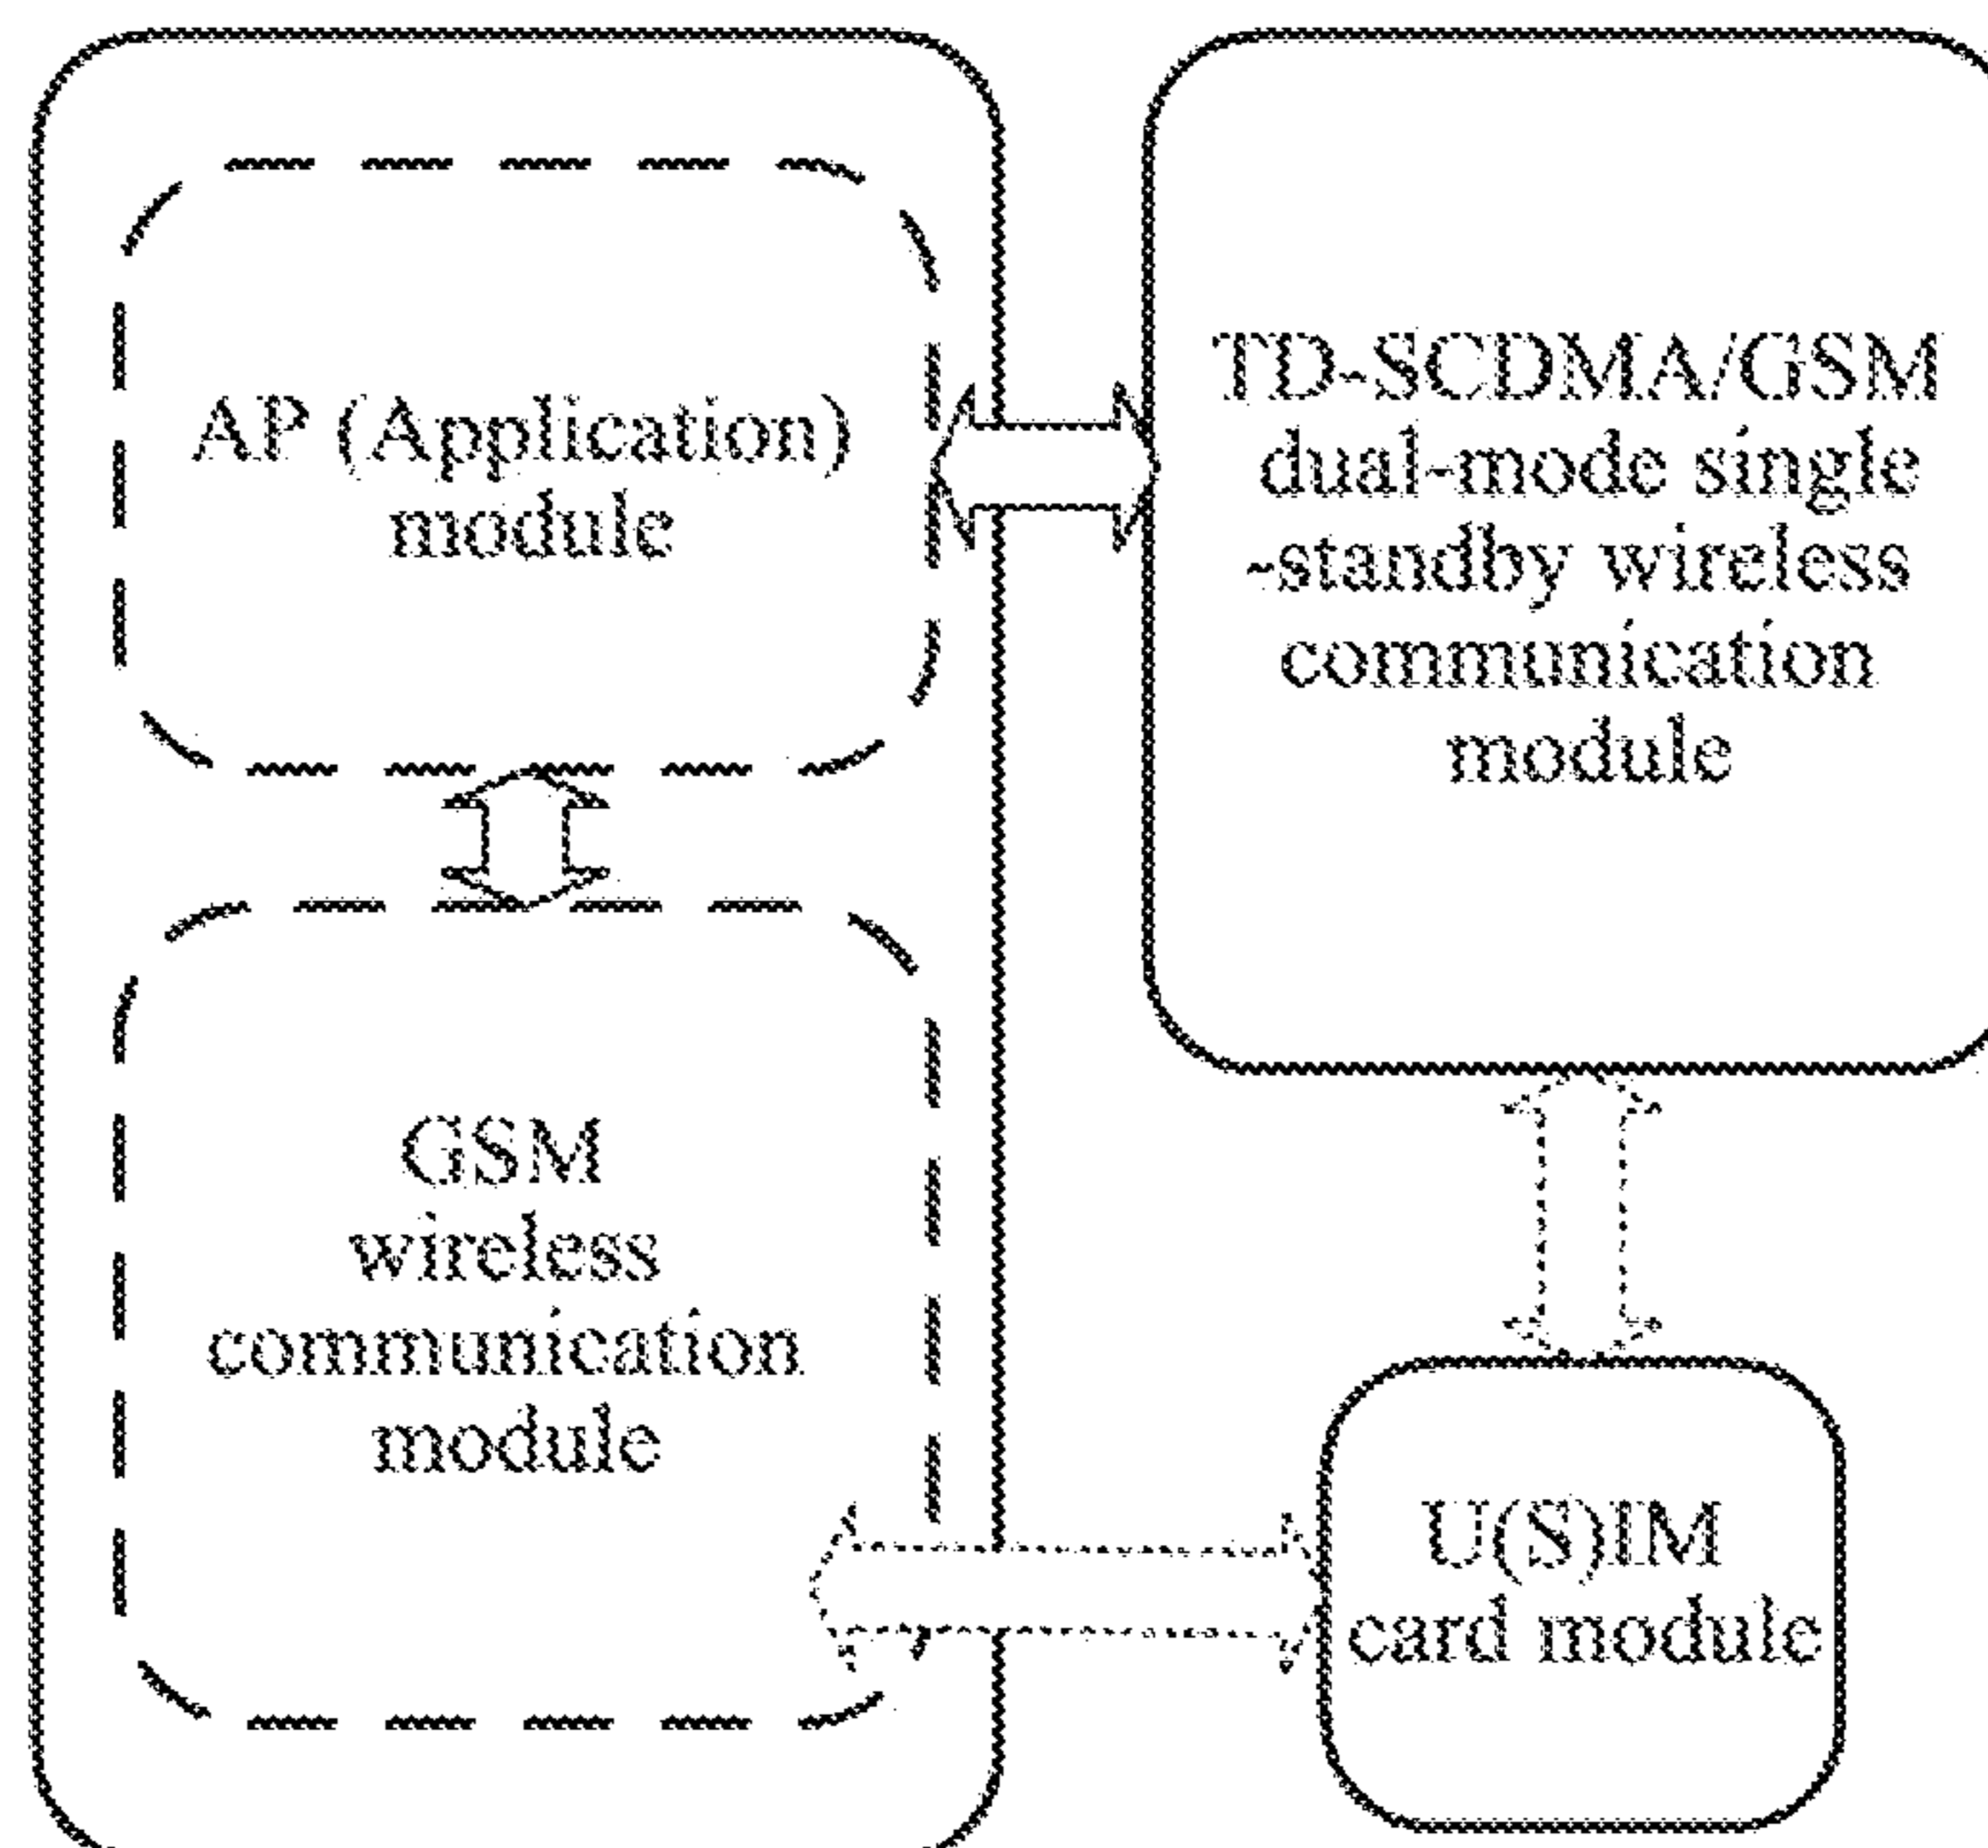 AP (Application)
module
TD-SCDMA/GSM
dual-mode single
-standby wireless
communication
module
GSM
wireless
communication
module
U(S)IM
card module